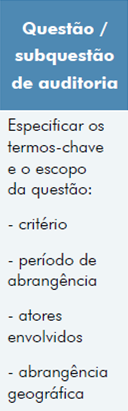 Questão /
subquestão
de auditoria
Especificar os
termos-chave
e o escopo
da questão:
- critério
- período de
abrangência
- atores
envolvidos
- abrangência
geográfica